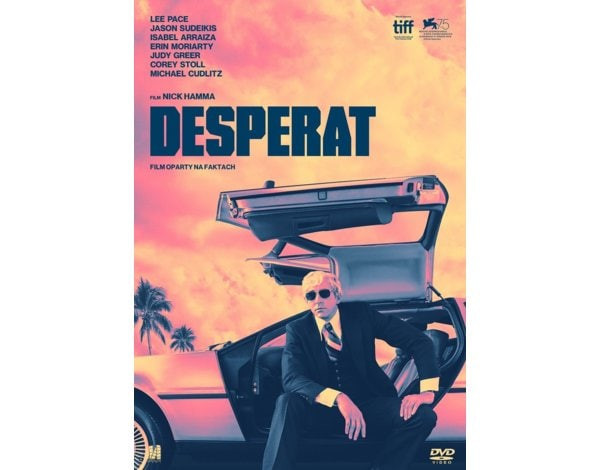 LEE PACE
JASON SUDEIKIS
ISABEL ARRAIZA
ERIN MORIARTY
JUDY GREER
COREY STOLL
MICHAEL CUDLITZ
tiff
75
FILM NICK HAMMA
DESPERAT
FILM OPARTY NA FAKTACH
DVD
VIDEO